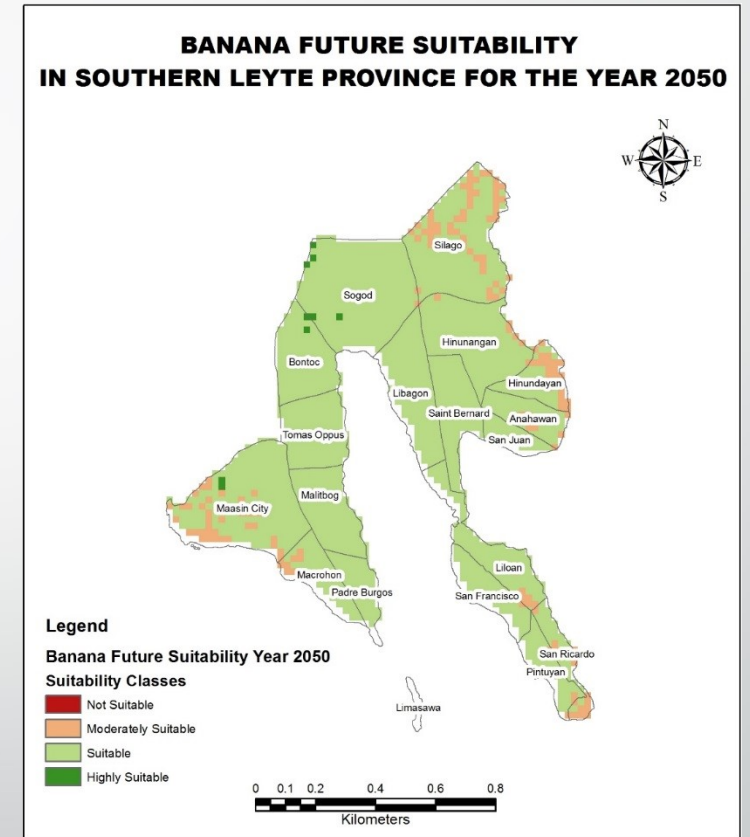 BANANA FUTURE SUITABILITY
IN SOUTHERN LEYTE PROVINCE FOR THE YEAR 2050
N
W E
S
Silago
Sogod
Hinunangan
Bontoc
Hinundayan
Libagon
Saint Bernard
Anahawan
Tomas Oppus
San Juan
Malitbog
Maasin City
Liloan
Macrohon
Padre Burgos
San Francisco
San Ricardo
Pintuyan
Limasawa
Legend
Banana Future Suitability Year 2050
Suitability Classes
Not Suitable
Moderately Suitable
Suitable
Highly Suitable
0 0.1 0.2 0.4 0.6 0.8
Kilometers